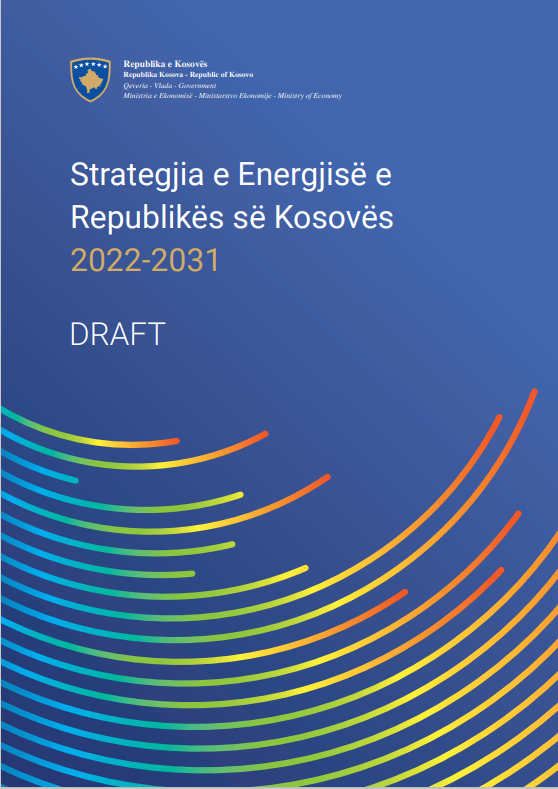 Republika e Kosovës
Republika Kosova - Republic of Kosovo
Qeveria - Vlada - Government
Ministria e Ekonomisë - Ministarstvo Ekonomije - Ministry of Economy
Strategjia e Energjisë e
Republikës së Kosovës
2022-2031
DRAFT